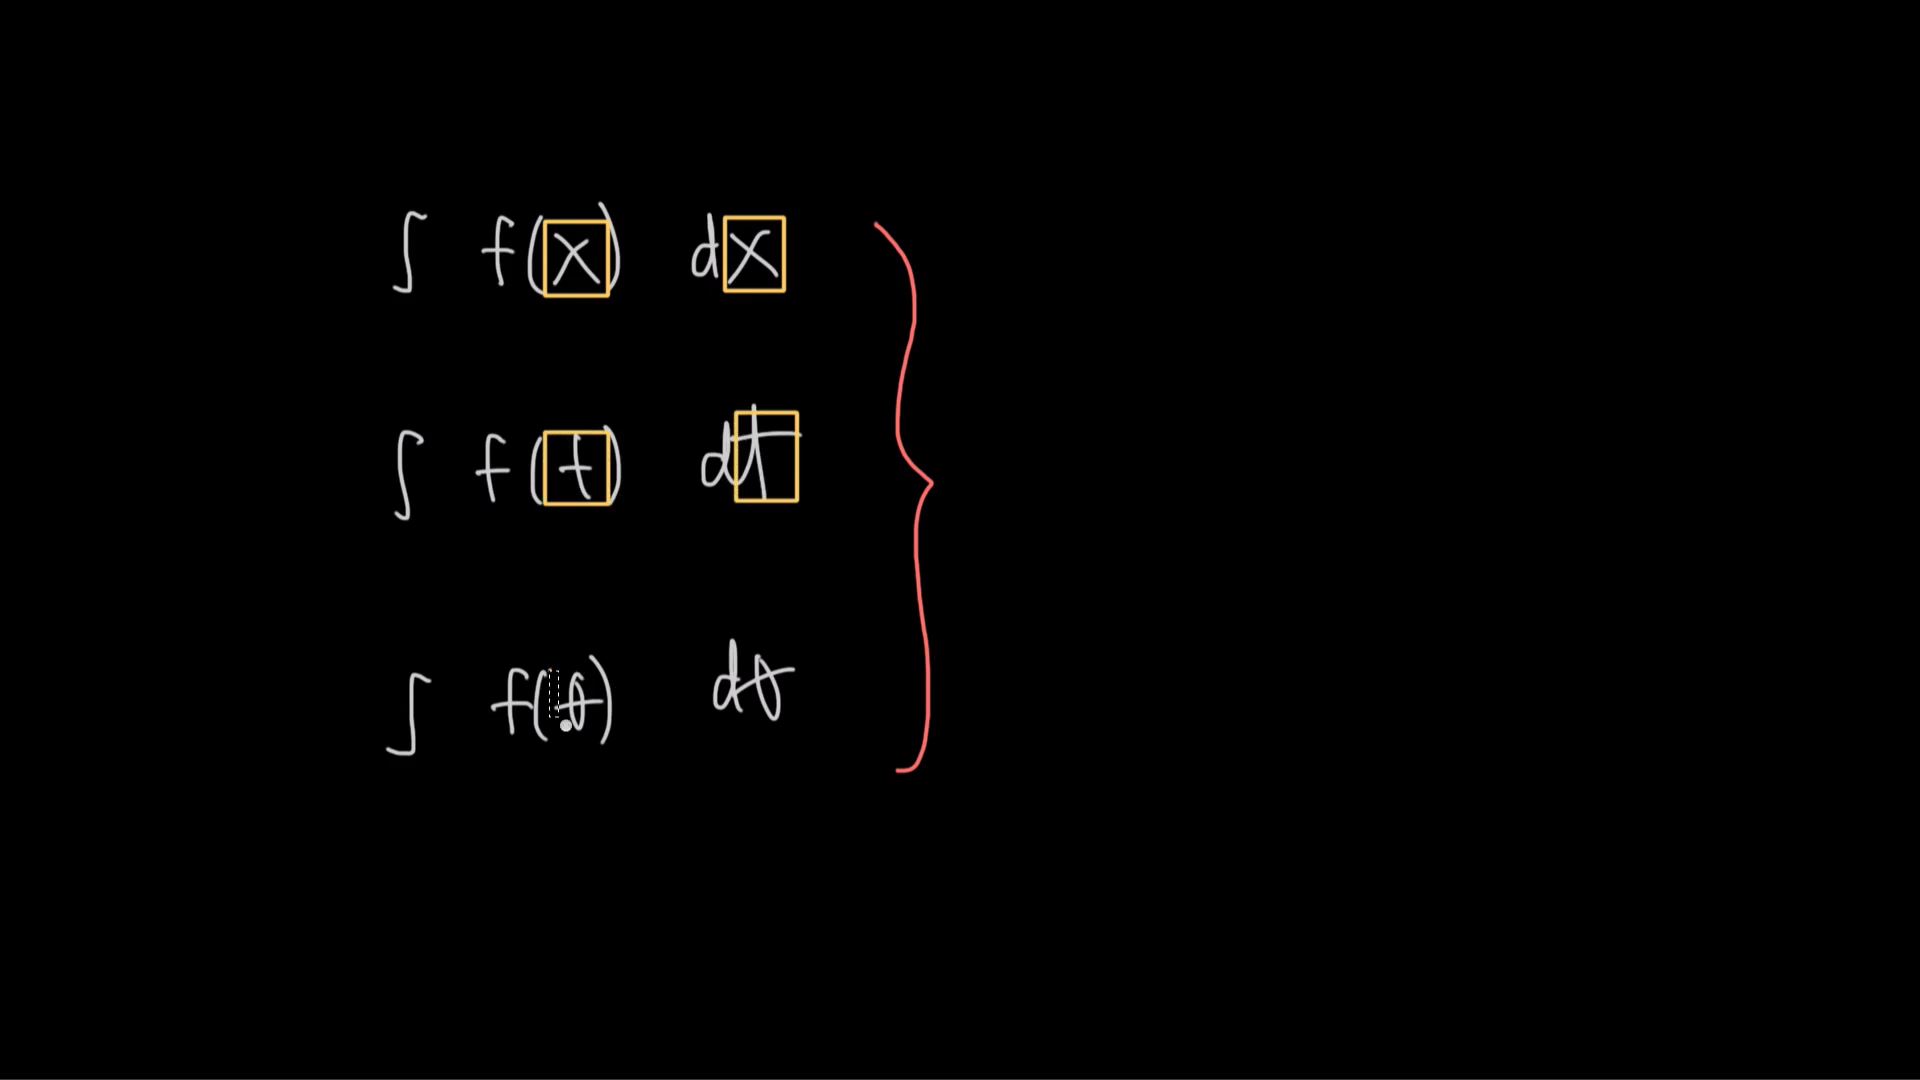 ∫ f(x) dx
∫ f(t) dt
∫ f(θ) dθ